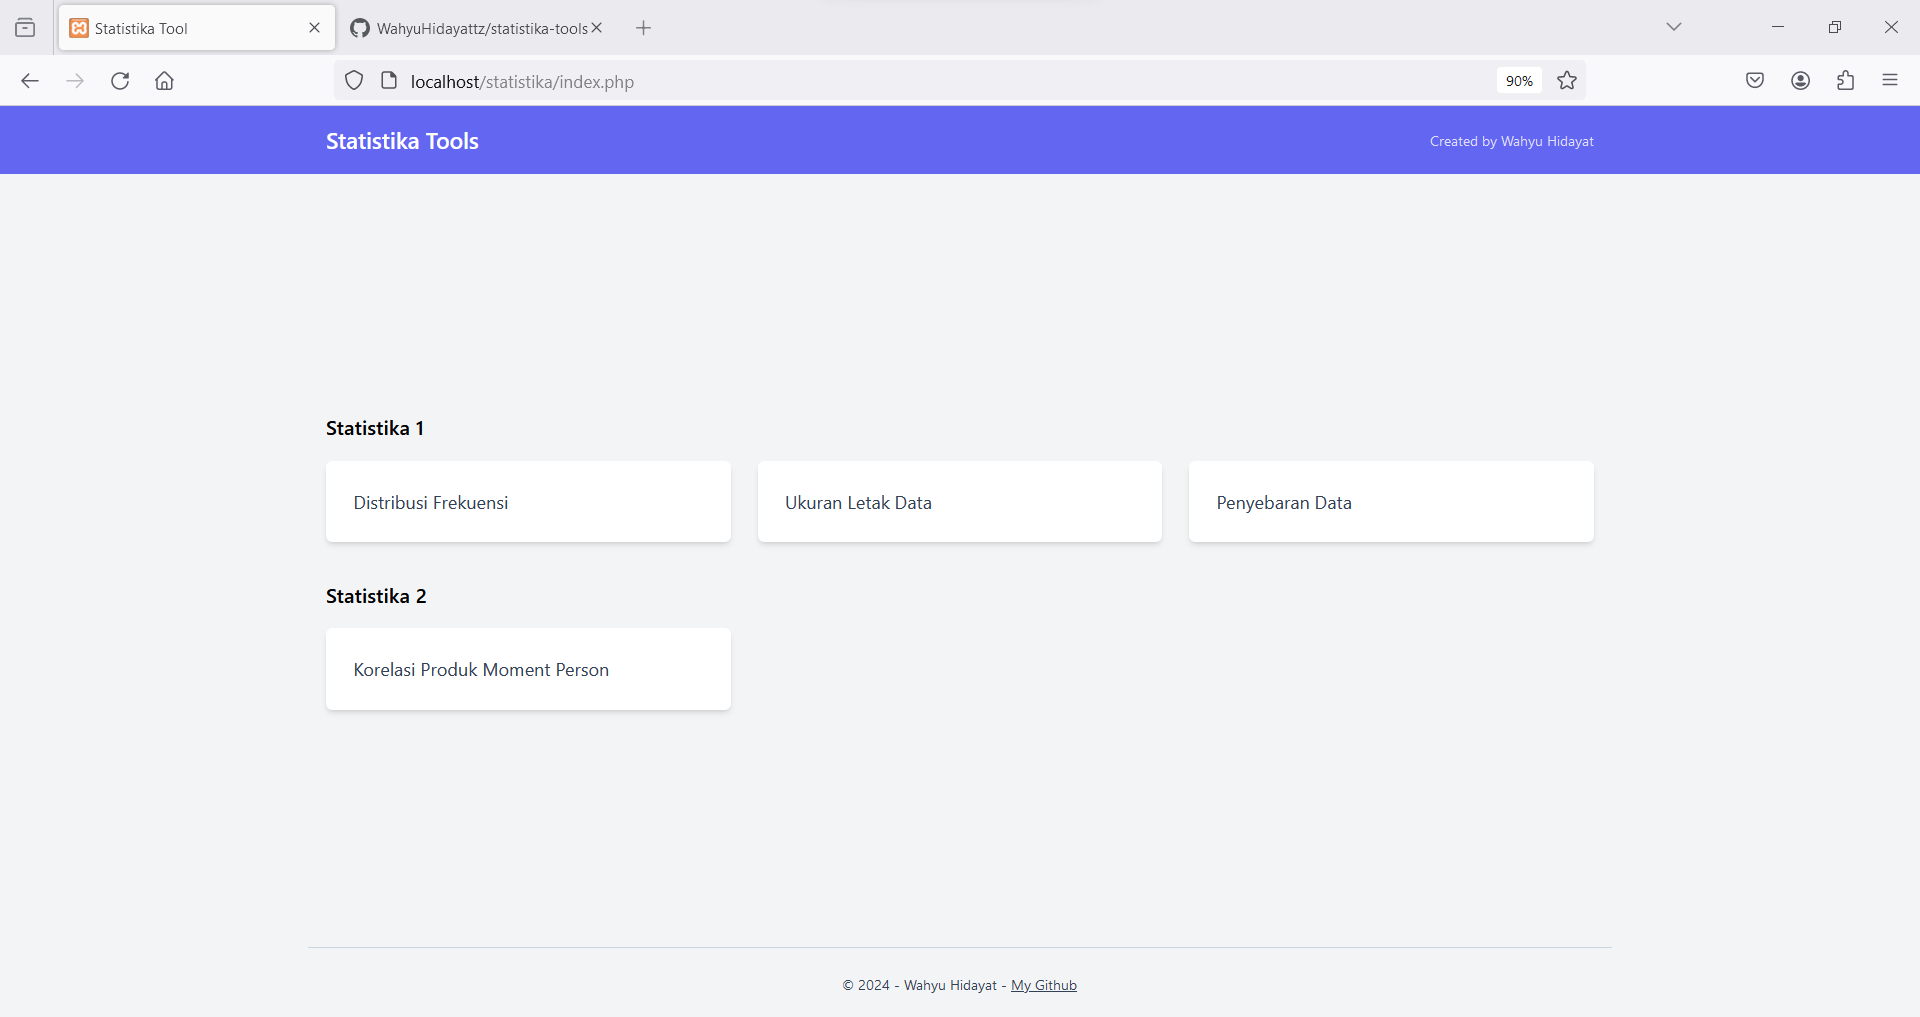 Statistika Tool
WahyuHidayattz/statistika-tools
localhost/statistika/index.php
90%
Statistika Tools
Created by Wahyu Hidayat
Statistika 1
Distribusi Frekuensi
Ukuran Letak Data
Penyebaran Data
Statistika 2
Korelasi Produk Moment Person
© 2024 - Wahyu Hidayat - My Github